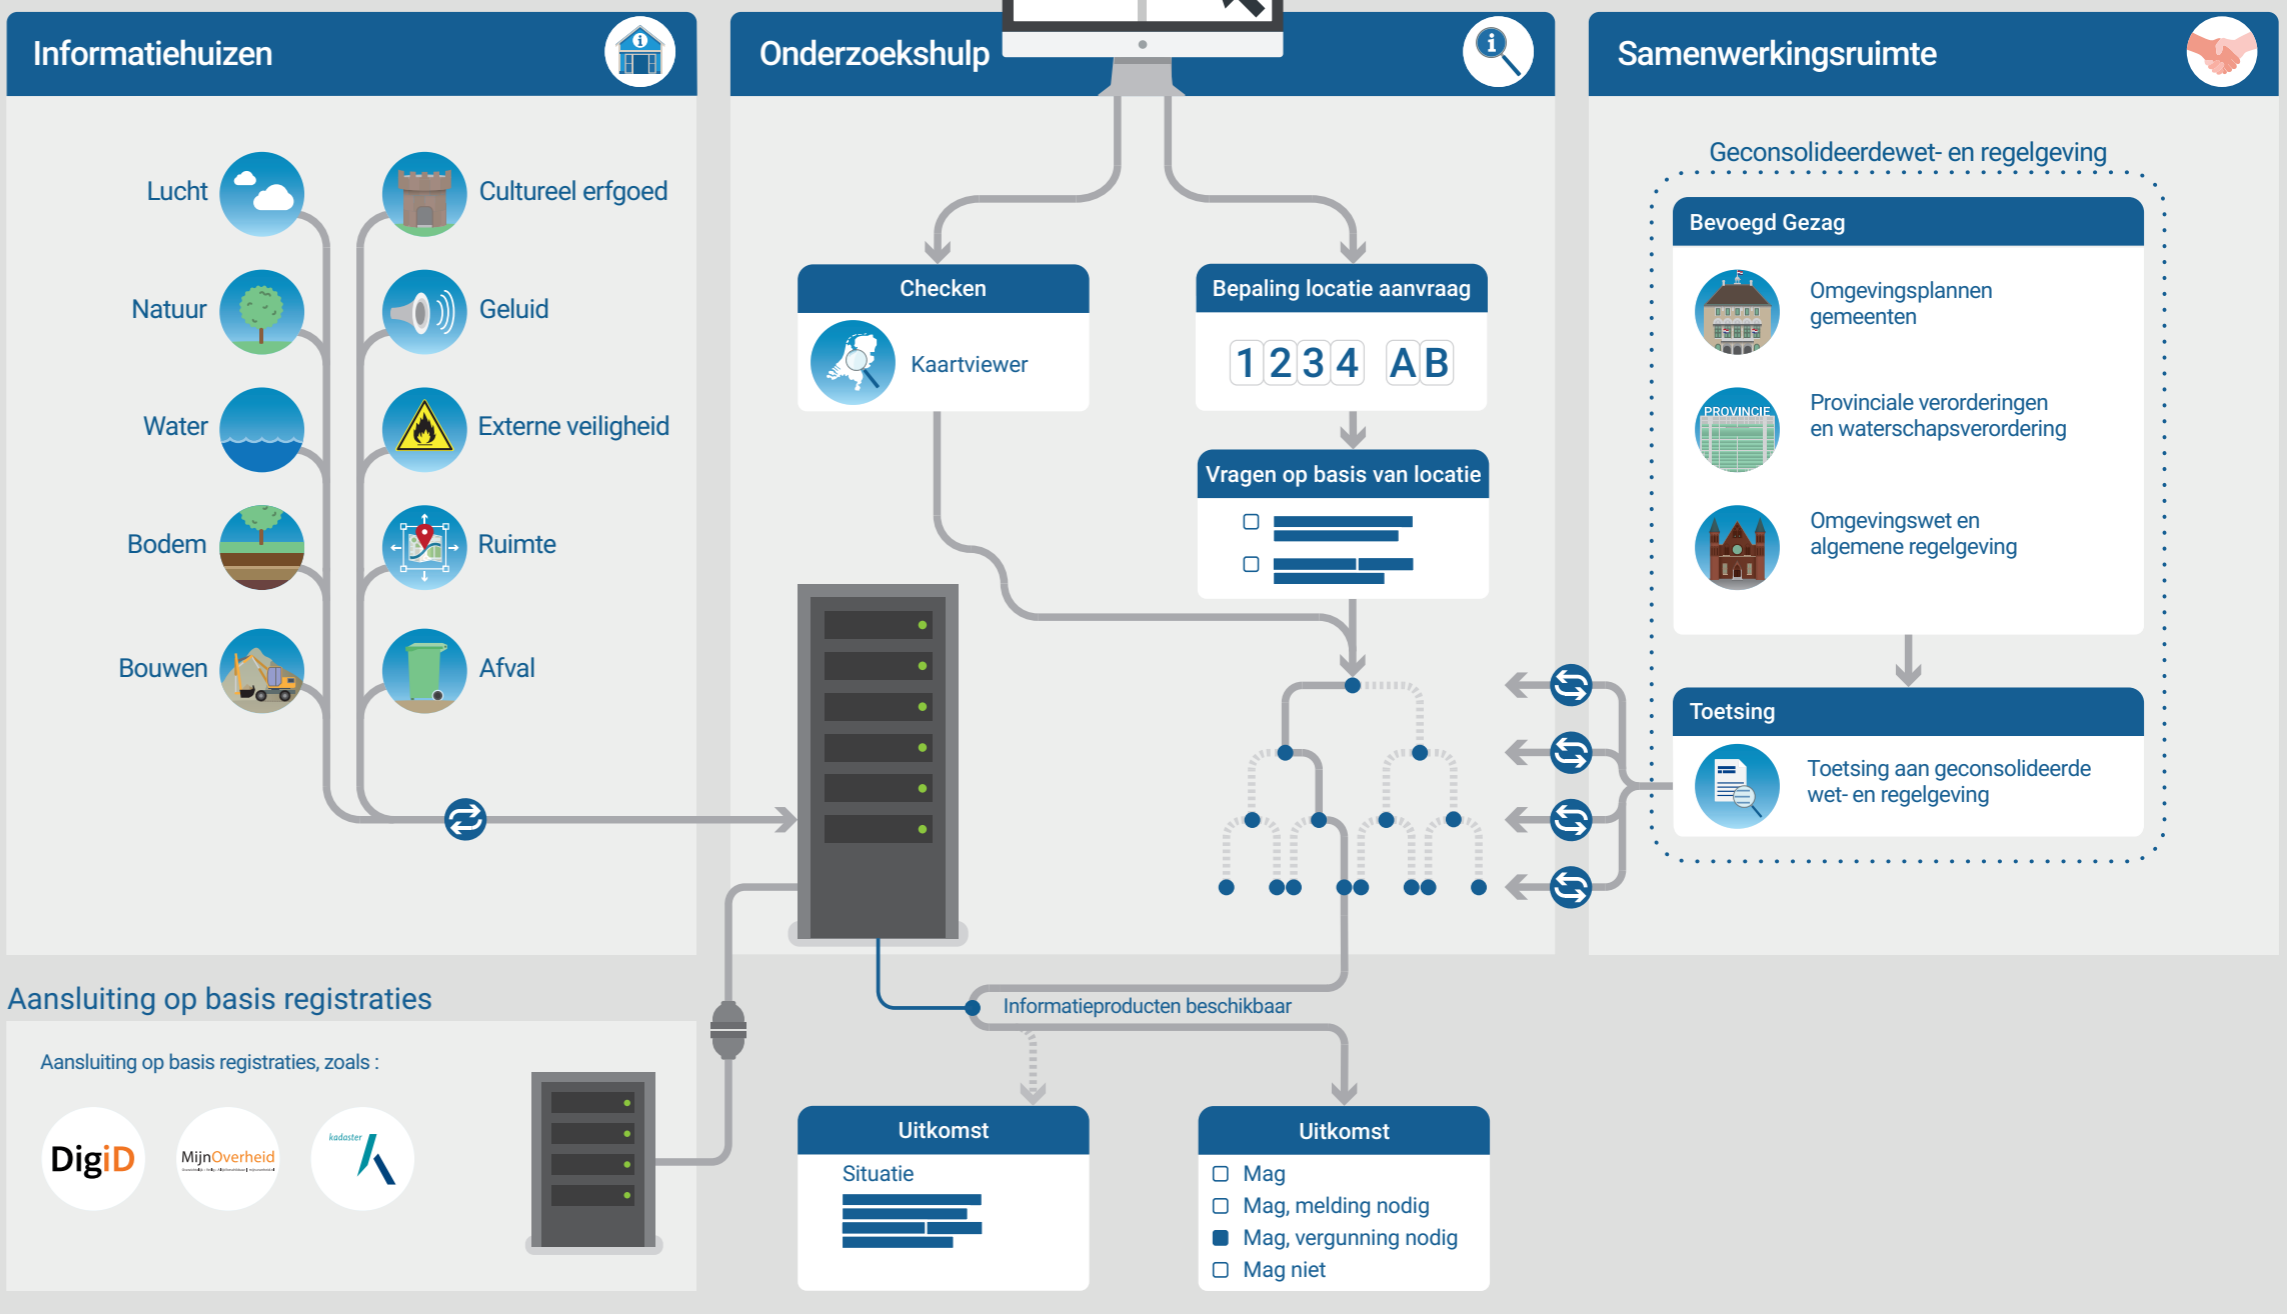 Informatiehuizen
Lucht
Cultureel erfgoed
Natuur
Geluid
Water
Externe veiligheid
Bodem
Ruimte
Bouwen
Afval
Aansluiting op basis registraties
Aansluiting op basis registraties, zoals :
DigiD
MijnOverheid
kadaster
Onderzoekshulp
Checken
Kaartviewer
Bepaling locatie aanvraag
1234 AB
Vragen op basis van locatie
Informatieproducten beschikbaar
Uitkomst
Situatie
Uitkomst
Mag
Mag, melding nodig
Mag, vergunning nodig
Mag niet
Samenwerkingsruimte
Geconsolideerdewet- en regelgeving
Bevoegd Gezag
Omgevingsplannen
gemeenten
PROVINCIE
Provinciale verorderingen
en waterschapsverordering
Omgevingswet en
algemene regelgeving
Toetsing
Toetsing aan geconsolideerde
wet- en regelgeving